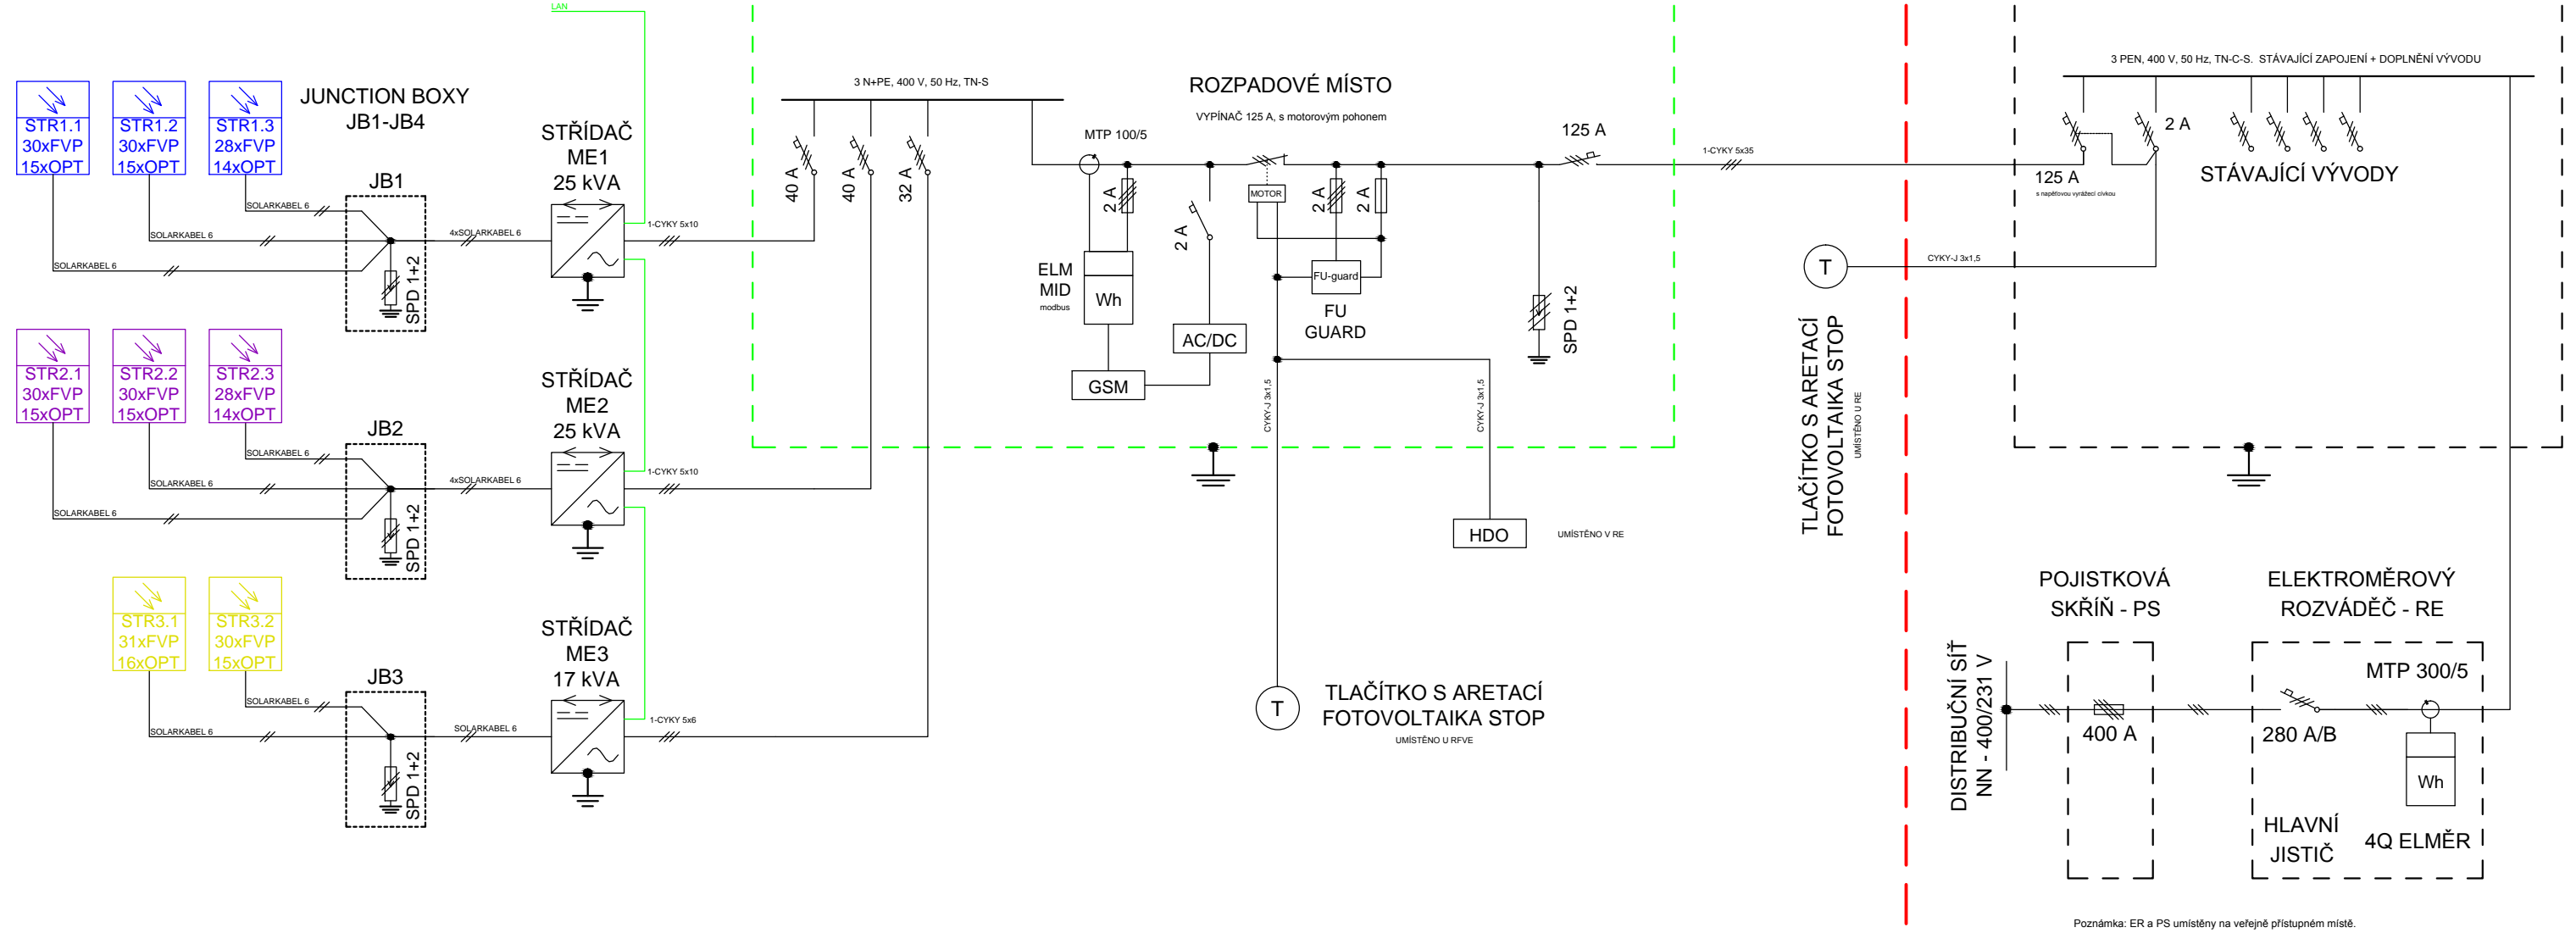 LAN
STR1.1
30xFVP
15xOPT
STR1.2
30xFVP
15xOPT
STR1.3
28xFVP
14xOPT
JUNCTION BOXY
JB1-JB4
JB1
SOLARKABEL 6
SOLARKABEL 6
SOLARKABEL 6
SPD 1+2
4xSOLARKABEL 6
STŘÍDAČ
ME1
25 kVA
1-CYKY 5x10
STR2.1
30xFVP
15xOPT
STR2.2
30xFVP
15xOPT
STR2.3
28xFVP
14xOPT
JB2
SOLARKABEL 6
SOLARKABEL 6
SOLARKABEL 6
SPD 1+2
4xSOLARKABEL 6
STŘÍDAČ
ME2
25 kVA
1-CYKY 5x10
STR3.1
31xFVP
16xOPT
STR3.2
30xFVP
15xOPT
JB3
SOLARKABEL 6
SOLARKABEL 6
SPD 1+2
SOLARKABEL 6
STŘÍDAČ
ME3
17 kVA
1-CYKY 5x6
3 N+PE, 400 V, 50 Hz, TN-S
40 A
40 A
32 A
ROZPADOVÉ MÍSTO
VYPÍNAČ 125 A, s motorovým pohonem
MTP 100/5
2 A
2 A
MOTOR
2 A
2 A
125 A
ELM
MID
modbus
Wh
GSM
AC/DC
FU-guard
FU
GUARD
SPD 1+2
CYKY-J 3x1,5
CYKY-J 3x1,5
HDO
UMÍSTĚNO V RE
T
TLAČÍTKO S ARETACÍ
FOTOVOLTAIKA STOP
UMÍSTĚNO U RFVE
1-CYKY 5x35
T
CYKY-J 3x1,5
TLAČÍTKO S ARETACÍ
FOTOVOLTAIKA STOP
UMÍSTĚNO U RE
3 PEN, 400 V, 50 Hz, TN-C-S. STÁVAJÍCÍ ZAPOJENÍ + DOPLNĚNÍ VÝVODU
2 A
125 A
s napěťovou vyrážecí cívkou
STÁVAJÍCÍ VÝVODY
DISTRIBUČNÍ SÍŤ
NN - 400/231 V
POJISTKOVÁ
SKŘÍŇ - PS
400 A
ELEKTROMĚROVÝ
ROZVÁDĚČ - RE
MTP 300/5
280 A/B
Wh
HLAVNÍ
JISTIČ
4Q ELMĚR
Poznámka: ER a PS umístěny na veřejně přístupném místě.